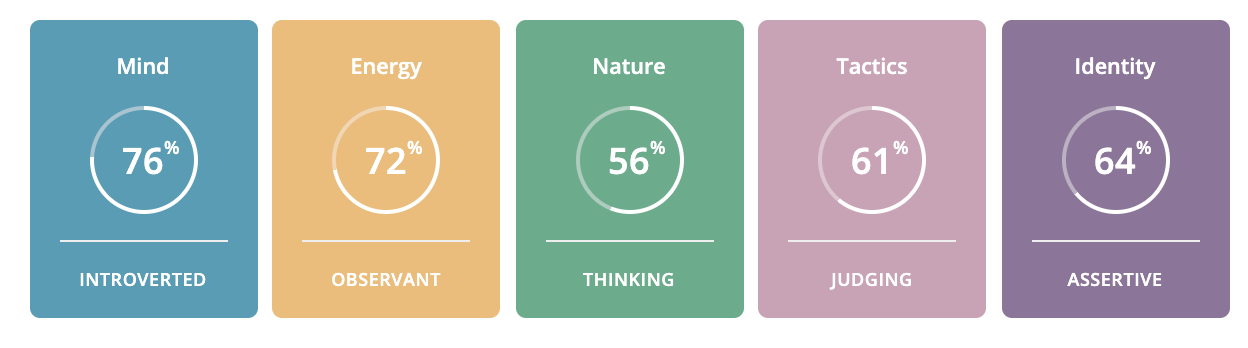 Mind
76%
INTROVERTED
Energy
72%
OBSERVANT
Nature
56%
THINKING
Tactics
61%
JUDGING
Identity
64%
ASSERTIVE